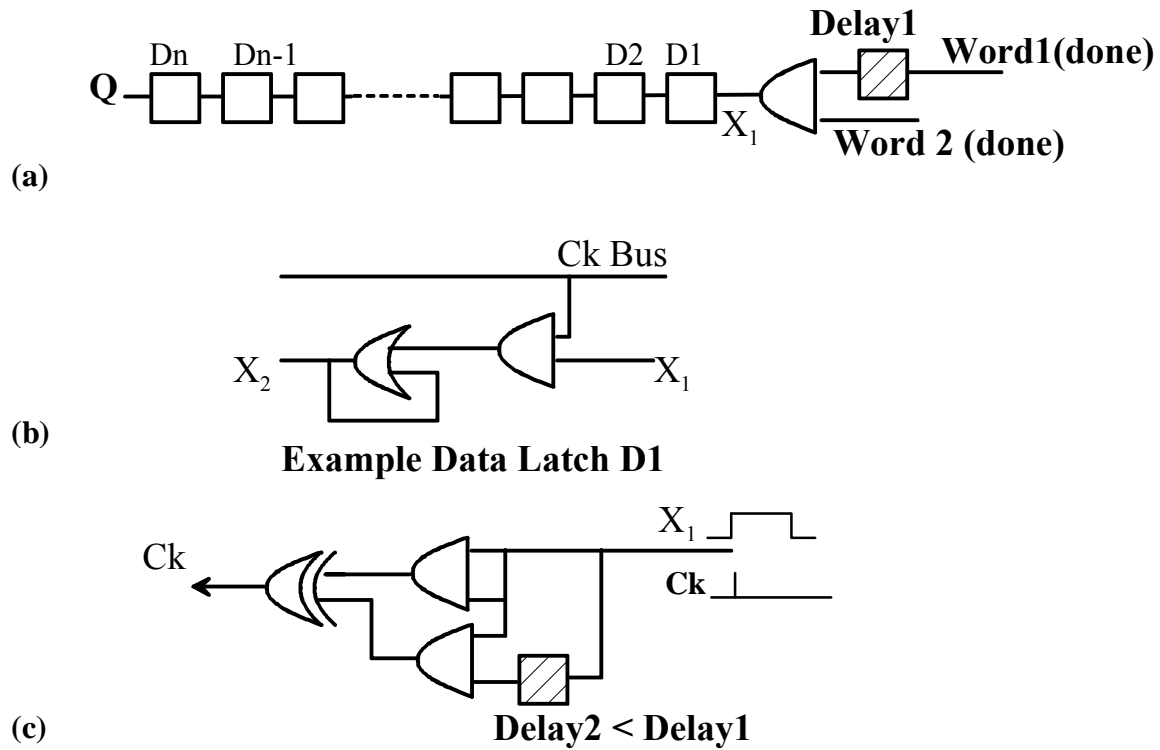 Delay1
Dn Dn-1 D2 D1 Word1(done)
Q
X1
Word 2 (done)
(a)
Ck Bus
X2 X1
(b)
Example Data Latch D1
X1
Ck
Ck
Delay2 < Delay1
(c)